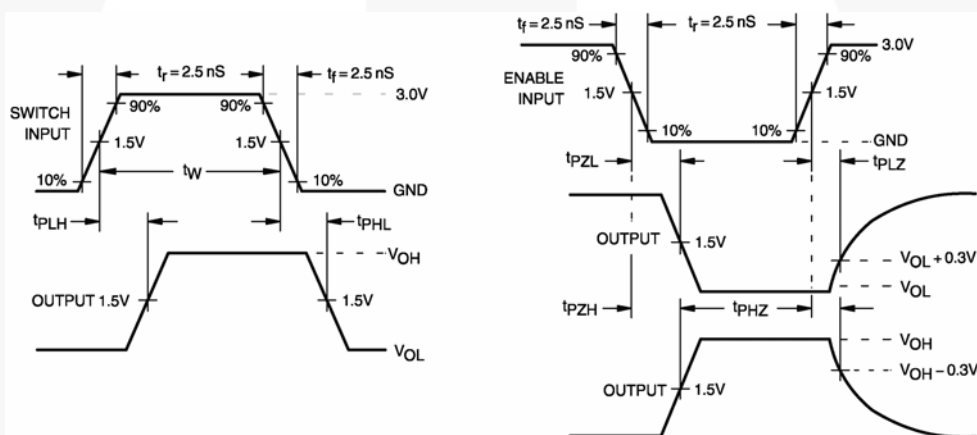 tr = 2.5 nS
tf = 2.5 nS
3.0V
SWITCH
INPUT
90%
90%
1.5V
1.5V
tW
10%
10%
GND
tPLH
tPHL
VOH
OUTPUT 1.5V
1.5V
VOL
tf = 2.5 nS
tr = 2.5 nS
3.0V
90%
90%
ENABLE
INPUT
1.5V
1.5V
10%
10%
GND
tPZL
tPLZ
OUTPUT
1.5V
VOL + 0.3V
VOL
tPZH
tPHZ
VOH
VOH – 0.3V
OUTPUT
1.5V